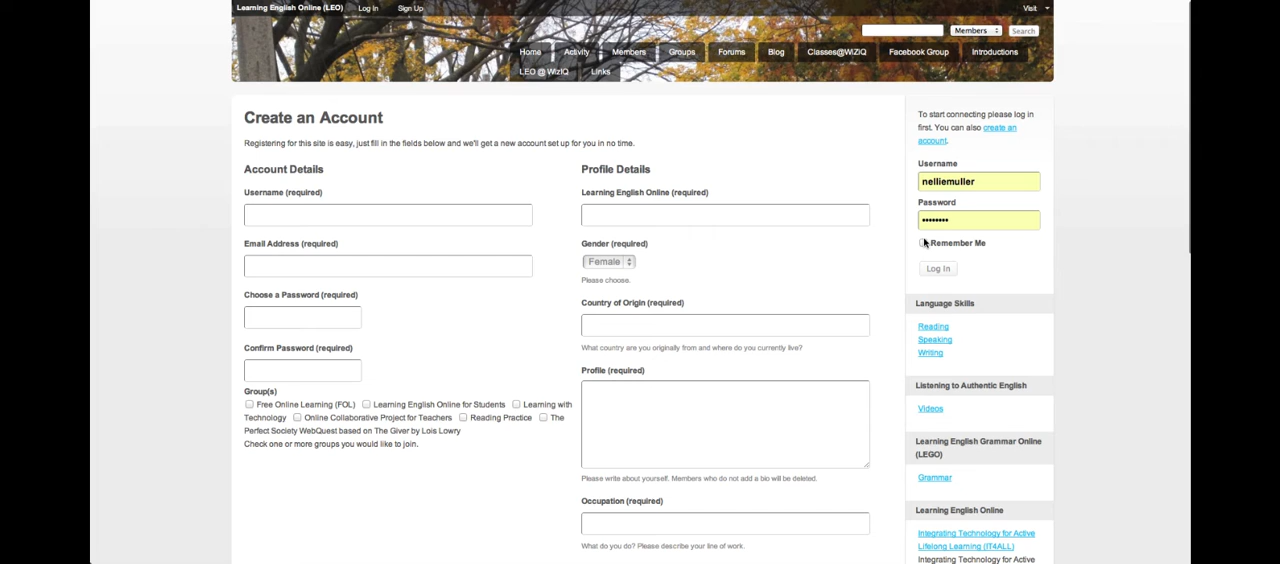 Learning English Online (LEO) Log In Sign Up Visit
Members Search
Home Activity Members Groups Forums Blog Classes@WiZiQ Facebook Group Introductions
LEO @ WizIQ Links
Create an Account
Registering for this site is easy, just fill in the fields below and we'll get a new account set up for you in no time.
Account Details
Username (required)
Email Address (required)
Choose a Password (required)
Confirm Password (required)
Group(s)
Free Online Learning (FOL) Learning English Online for Students Learning with
Technology Online Collaborative Project for Teachers Reading Practice The
Perfect Society WebQuest based on The Giver by Lois Lowry
Check one or more groups you would like to join.
Profile Details
Learning English Online (required)
Gender (required)
Female
Please choose.
Country of Origin (required)
What country are you originally from and where do you currently live?
Profile (required)
Please write about yourself. Members who do not add a bio will be deleted.
Occupation (required)
What do you do? Please describe your line of work.
To start connecting please log in
first. You can also create an
account.
Username
nelliemuller
Password
••••••••
Remember Me
Log In
Language Skills
Reading
Speaking
Writing
Listening to Authentic English
Videos
Learning English Grammar Online
(LEGO)
Grammar
Learning English Online
Integrating Technology for Active
Lifelong Learning (IT4ALL)
Integrating Technology for Active